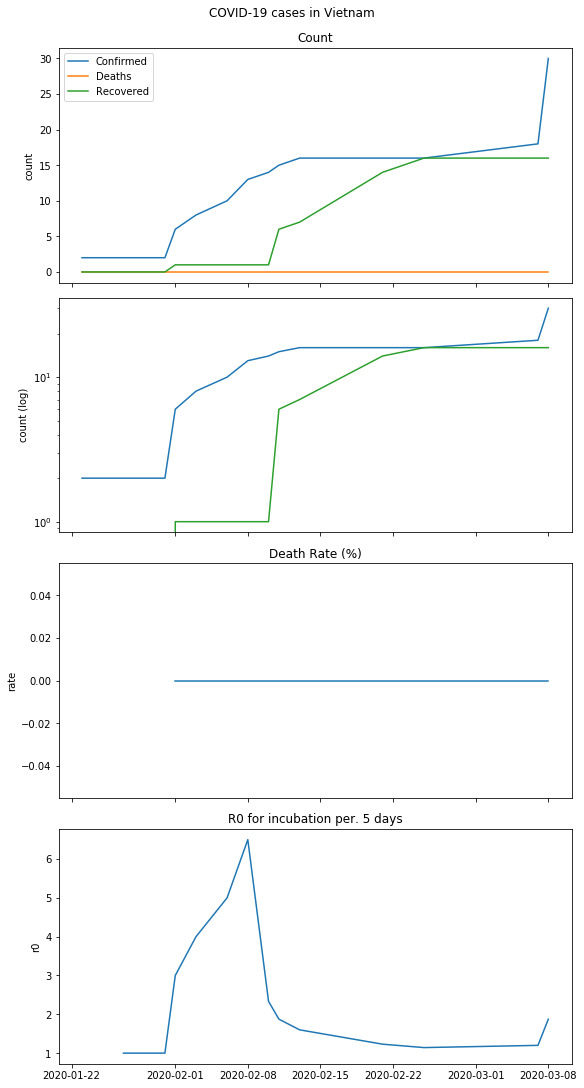 COVID-19 cases in Vietnam
Count
Confirmed
Deaths
Recovered
30
25
20
15
10
5
0
count
10¹
10⁰
count (log)
Death Rate (%)
0.04
0.02
0.00
−0.02
−0.04
rate
R0 for incubation per. 5 days
6
5
4
3
2
1
r0
2020-01-22 2020-02-01 2020-02-08 2020-02-15 2020-02-22 2020-03-01 2020-03-08